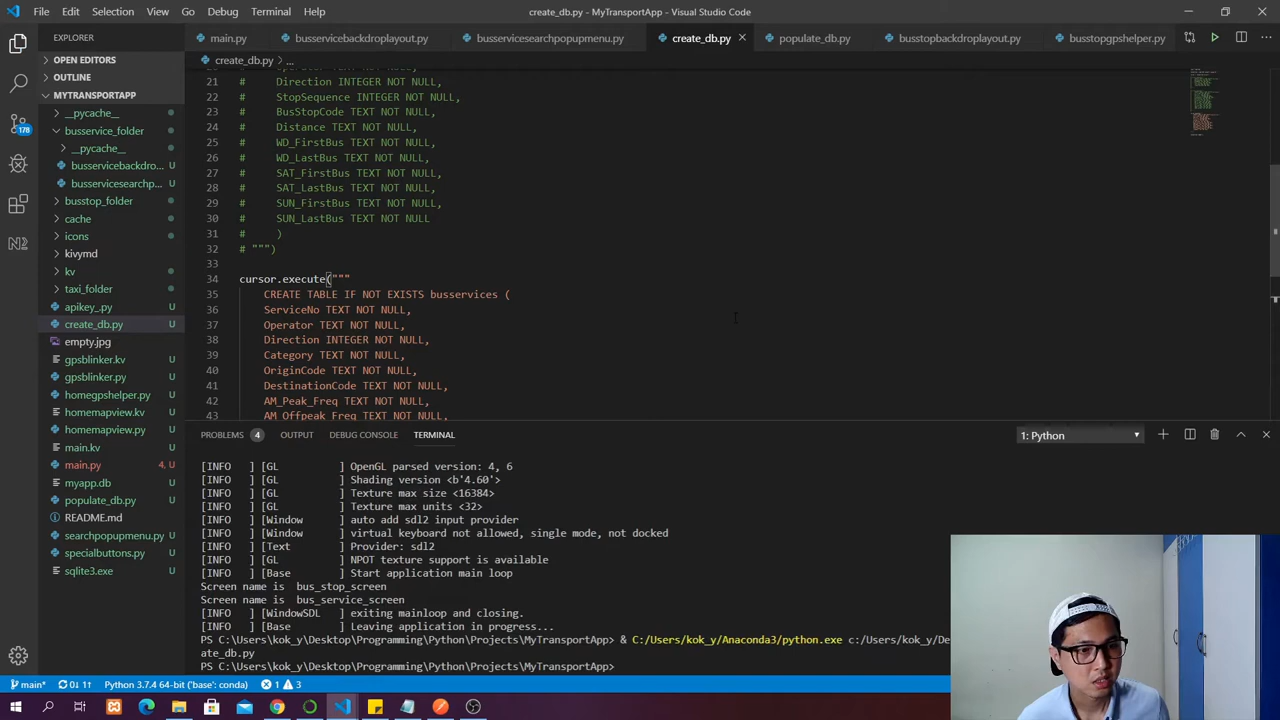 File Edit Selection View Go Debug Terminal Help
create_db.py - MyTransportApp - Visual Studio Code
EXPLORER
main.py busservicebackdroplayout.py busservicesearchpopupmenu.py create_db.py populate_db.py busstopbackdroplayout.py busstopgpshelper.py
OPEN EDITORS
create_db.py > ...
OUTLINE
MYTRANSPORTAPP
__pycache__
busservice_folder
__pycache__
busservicebackdro... U
busservicesearchp... U
busstop_folder
cache
icons
kivymd
kv
taxi_folder
apikey_.py U
create_db.py U
empty.jpg U
gpsblinker.kv U
gpsblinker.py U
homegpshelper.py U
homemapview.kv U
homemapview.py U
main.kv U
main.py 4, U
myapp.db U
populate_db.py U
README.md
searchpopupmenu.py U
specialbuttons.py U
sqlite3.exe U
178
21 # Direction INTEGER NOT NULL,
22 # StopSequence INTEGER NOT NULL,
23 # BusStopCode TEXT NOT NULL,
24 # Distance TEXT NOT NULL,
25 # WD_FirstBus TEXT NOT NULL,
26 # WD_LastBus TEXT NOT NULL,
27 # SAT_FirstBus TEXT NOT NULL,
28 # SAT_LastBus TEXT NOT NULL,
29 # SUN_FirstBus TEXT NOT NULL,
30 # SUN_LastBus TEXT NOT NULL
31 # )
32 # """)
33
34 cursor.execute("""
35 CREATE TABLE IF NOT EXISTS busservices (
36 ServiceNo TEXT NOT NULL,
37 Operator TEXT NOT NULL,
38 Direction INTEGER NOT NULL,
39 Category TEXT NOT NULL,
40 OriginCode TEXT NOT NULL,
41 DestinationCode TEXT NOT NULL,
42 AM_Peak_Freq TEXT NOT NULL,
43 AM_Offpeak_Freq TEXT NOT NULL,
PROBLEMS 4 OUTPUT DEBUG CONSOLE TERMINAL 1: Python
[INFO ] [GL ] OpenGL parsed version: 4, 6
[INFO ] [GL ] Shading version <b'4.60'>
[INFO ] [GL ] Texture max size <16384>
[INFO ] [GL ] Texture max units <32>
[INFO ] [Window ] auto add sdl2 input provider
[INFO ] [Window ] virtual keyboard not allowed, single mode, not docked
[INFO ] [Text ] Provider: sdl2
[INFO ] [GL ] NPOT texture support is available
[INFO ] [Base ] Start application main loop
Screen name is bus_stop_screen
Screen name is bus_service_screen
[INFO ] [WindowSDL ] exiting mainloop and closing.
[INFO ] [Base ] Leaving application in progress...
PS C:\Users\kok_y\Desktop\Programming\Python\Projects\MyTransportApp> & C:/Users/kok_y/Anaconda3/python.exe c:/Users/kok_y/De
ate_db.py
PS C:\Users\kok_y\Desktop\Programming\Python\Projects\MyTransportApp>
main* 0↓ 1↑ Python 3.7.4 64-bit ('base': conda) 1 3